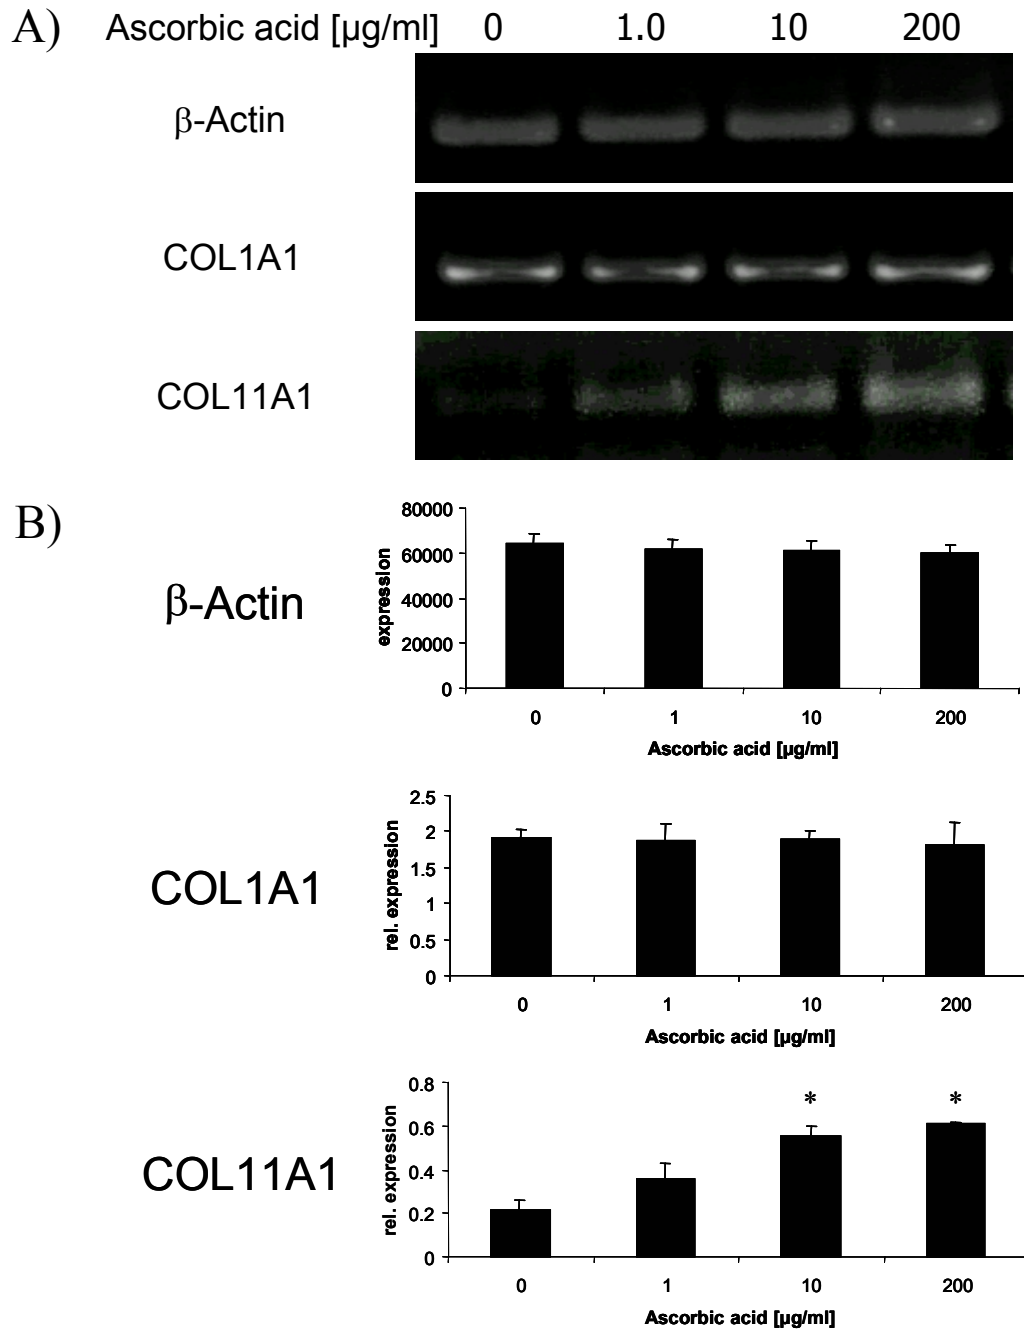 A) Ascorbic acid [µg/ml] 0 1.0 10 200
β-Actin
COL1A1
COL11A1
B)
β-Actin
expression
80000
60000
40000
20000
0
0 1 10 200
Ascorbic acid [µg/ml]
COL1A1
rel. expression
2.5
2
1.5
1
0.5
0
0 1 10 200
Ascorbic acid [µg/ml]
COL11A1
rel. expression
0.8
0.6
0.4
0.2
0
* *
0 1 10 200
Ascorbic acid [µg/ml]